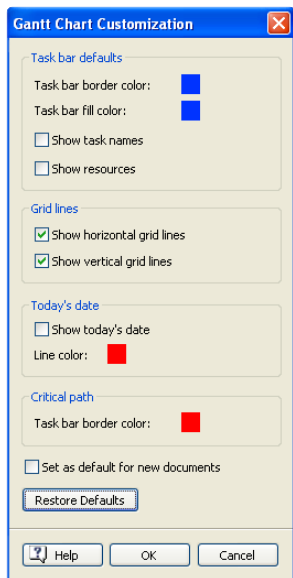 Gantt Chart Customization
Task bar defaults
Task bar border color:
Task bar fill color:
Show task names
Show resources
Grid lines
Show horizontal grid lines
Show vertical grid lines
Today's date
Show today's date
Line color:
Critical path
Task bar border color:
Set as default for new documents
Restore Defaults
Help OK Cancel